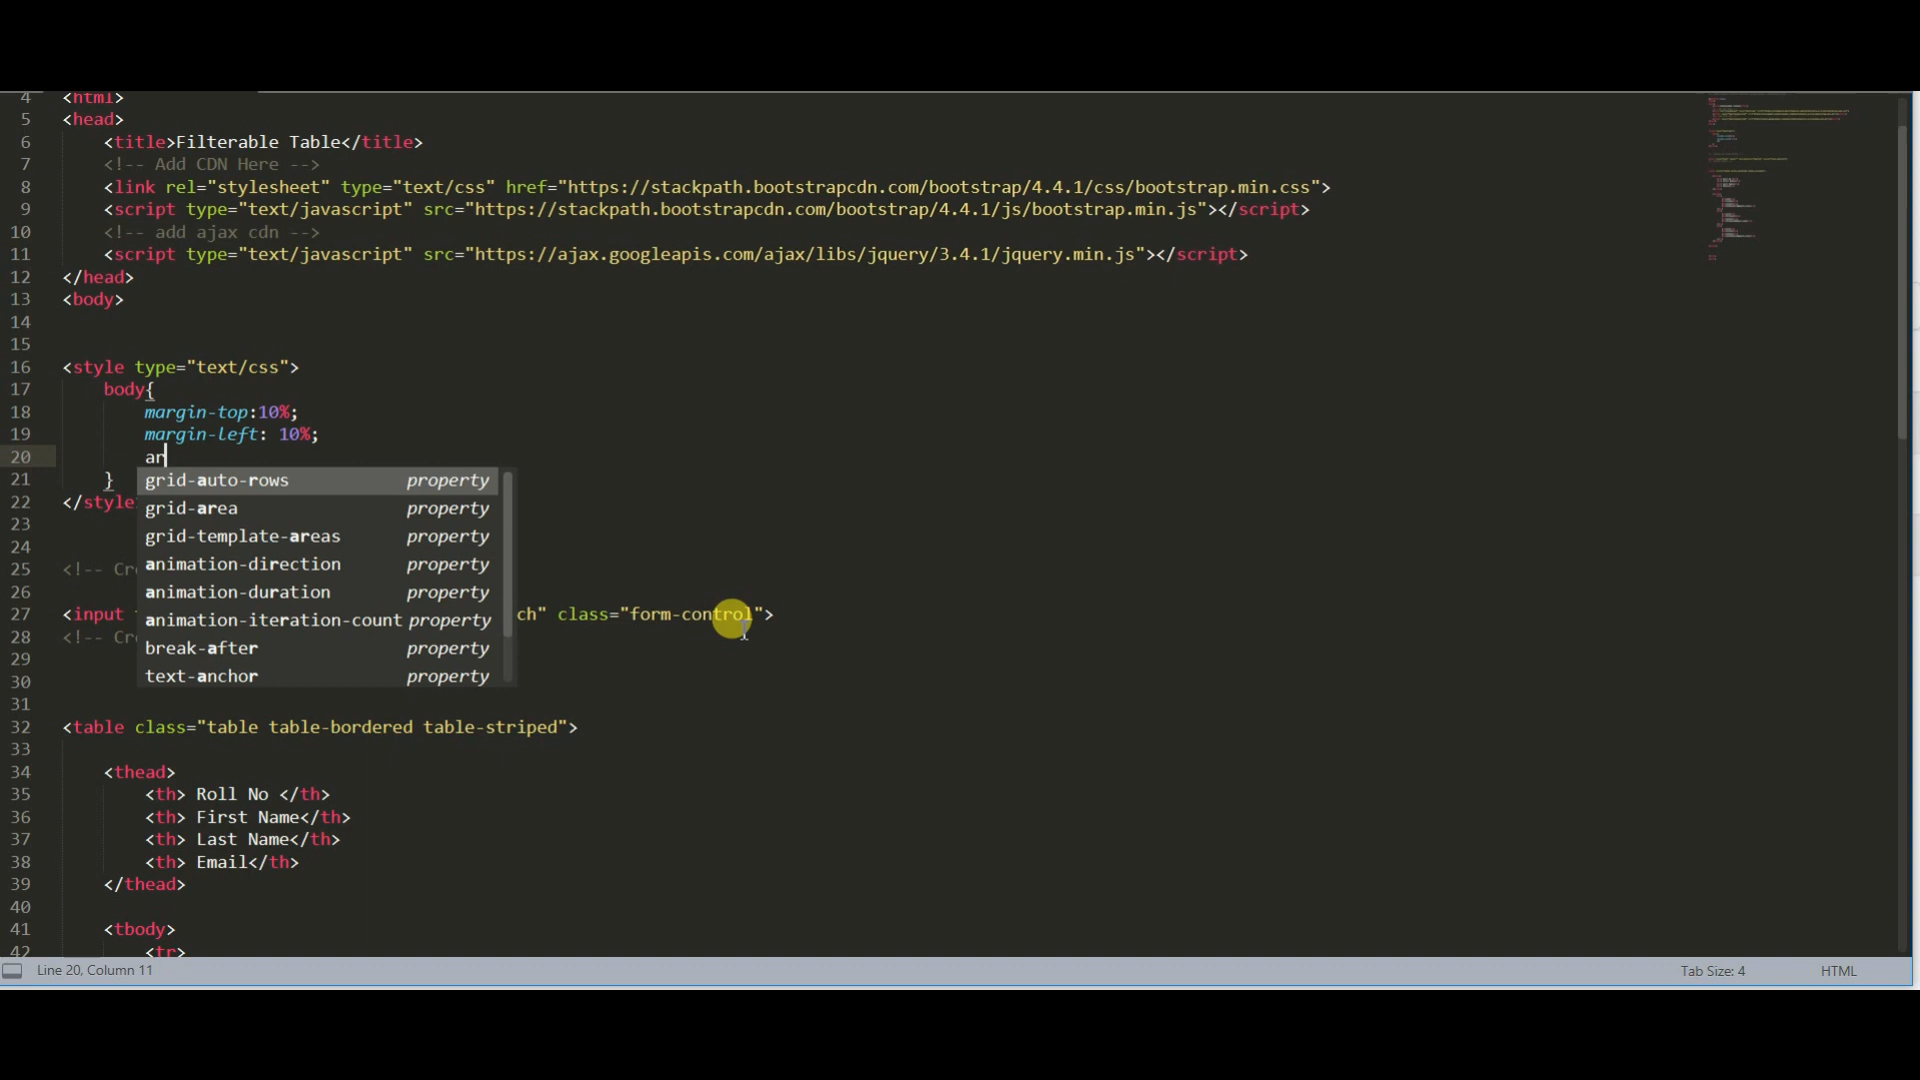 4 <html>
5 <head>
6 <title>Filterable Table</title>
7 <!-- Add CDN Here -->
8 <link rel="stylesheet" type="text/css" href="https://stackpath.bootstrapcdn.com/bootstrap/4.4.1/css/bootstrap.min.css">
9 <script type="text/javascript" src="https://stackpath.bootstrapcdn.com/bootstrap/4.4.1/js/bootstrap.min.js"></script>
10 <!-- add ajax cdn -->
11 <script type="text/javascript" src="https://ajax.googleapis.com/ajax/libs/jquery/3.4.1/jquery.min.js"></script>
12 </head>
13 <body>
14
15
16 <style type="text/css">
17 body{
18 margin-top:10%;
19 margin-left: 10%;
20 ar
21 }
22 </style
23
24
25 <!-- Cr
26
27 <input ch" class="form-control">
28 <!-- Cr
29
30
31
32 <table class="table table-bordered table-striped">
33
34 <thead>
35 <th> Roll No </th>
36 <th> First Name</th>
37 <th> Last Name</th>
38 <th> Email</th>
39 </thead>
40
41 <tbody>
42 <tr>
grid-auto-rows property
grid-area property
grid-template-areas property
animation-direction property
animation-duration property
animation-iteration-count property
break-after property
text-anchor property
Line 20, Column 11 Tab Size: 4 HTML